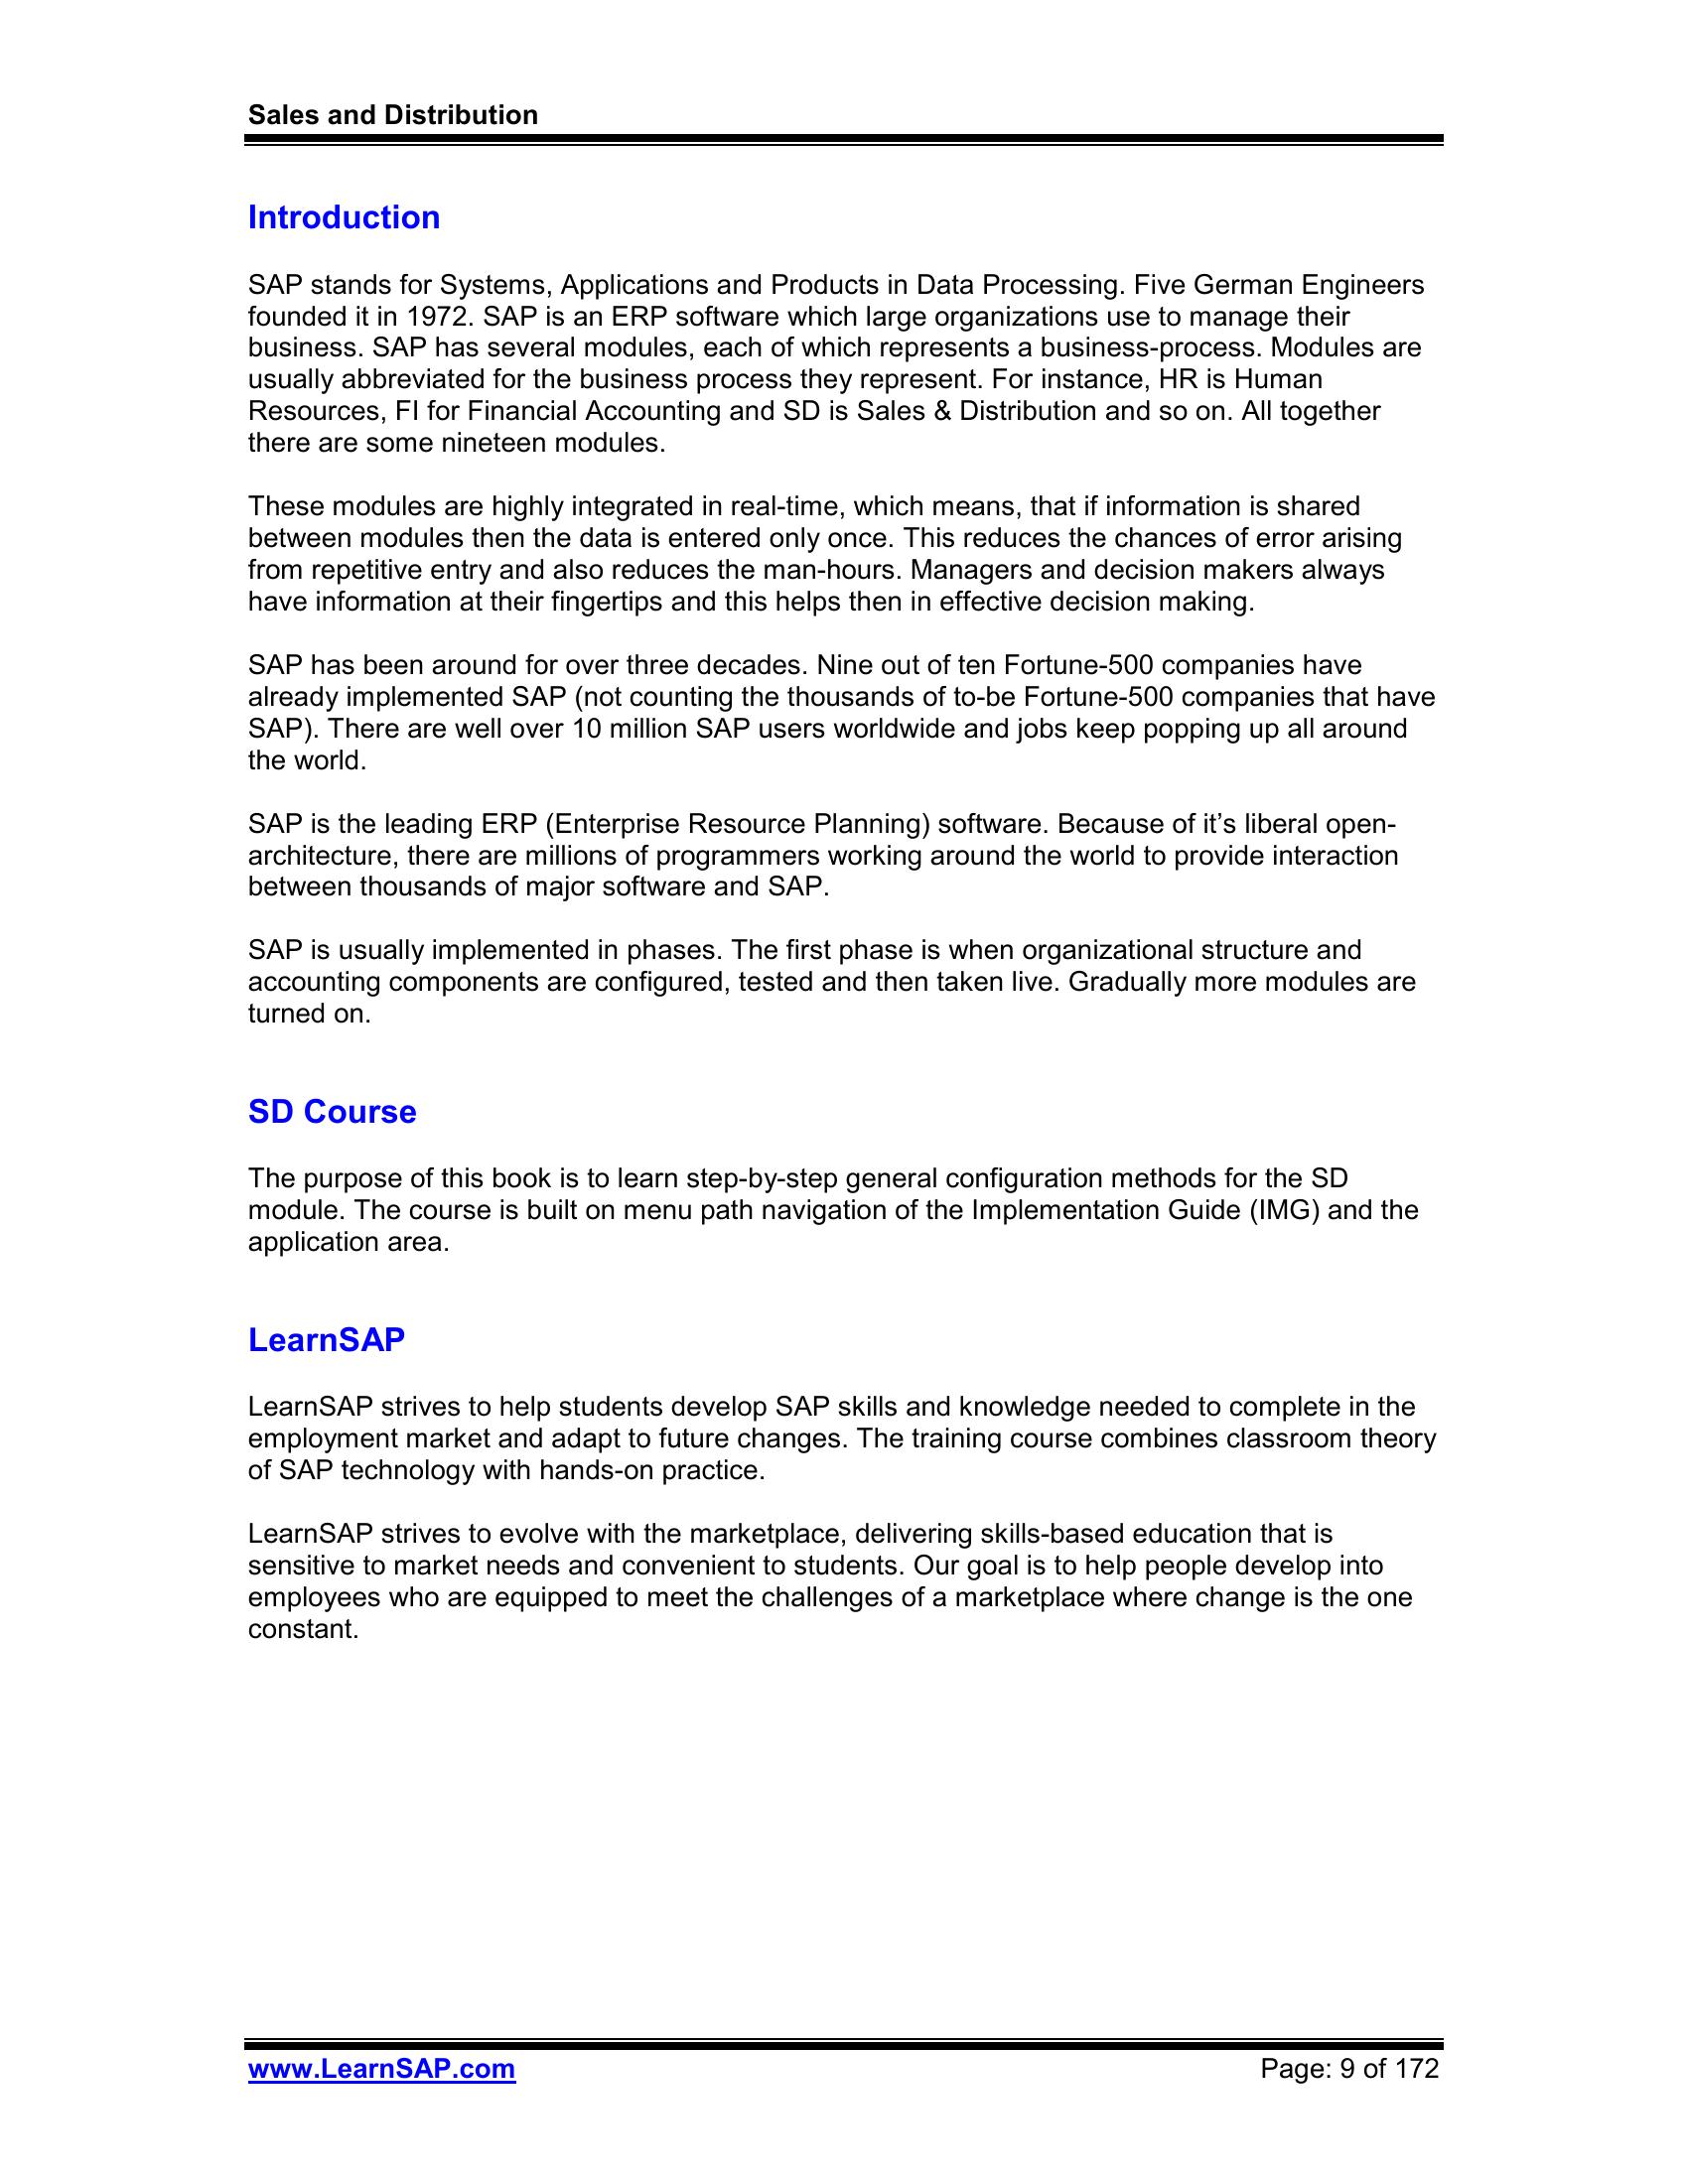 Sales and Distribution
Introduction
SAP stands for Systems, Applications and Products in Data Processing. Five German Engineers
founded it in 1972. SAP is an ERP software which large organizations use to manage their
business. SAP has several modules, each of which represents a business-process. Modules are
usually abbreviated for the business process they represent. For instance, HR is Human
Resources, FI for Financial Accounting and SD is Sales & Distribution and so on. All together
there are some nineteen modules.
These modules are highly integrated in real-time, which means, that if information is shared
between modules then the data is entered only once. This reduces the chances of error arising
from repetitive entry and also reduces the man-hours. Managers and decision makers always
have information at their fingertips and this helps then in effective decision making.
SAP has been around for over three decades. Nine out of ten Fortune-500 companies have
already implemented SAP (not counting the thousands of to-be Fortune-500 companies that have
SAP). There are well over 10 million SAP users worldwide and jobs keep popping up all around
the world.
SAP is the leading ERP (Enterprise Resource Planning) software. Because of it’s liberal open-
architecture, there are millions of programmers working around the world to provide interaction
between thousands of major software and SAP.
SAP is usually implemented in phases. The first phase is when organizational structure and
accounting components are configured, tested and then taken live. Gradually more modules are
turned on.
SD Course
The purpose of this book is to learn step-by-step general configuration methods for the SD
module. The course is built on menu path navigation of the Implementation Guide (IMG) and the
application area.
LearnSAP
LearnSAP strives to help students develop SAP skills and knowledge needed to complete in the
employment market and adapt to future changes. The training course combines classroom theory
of SAP technology with hands-on practice.
LearnSAP strives to evolve with the marketplace, delivering skills-based education that is
sensitive to market needs and convenient to students. Our goal is to help people develop into
employees who are equipped to meet the challenges of a marketplace where change is the one
constant.
www.LearnSAP.com Page: 9 of 172